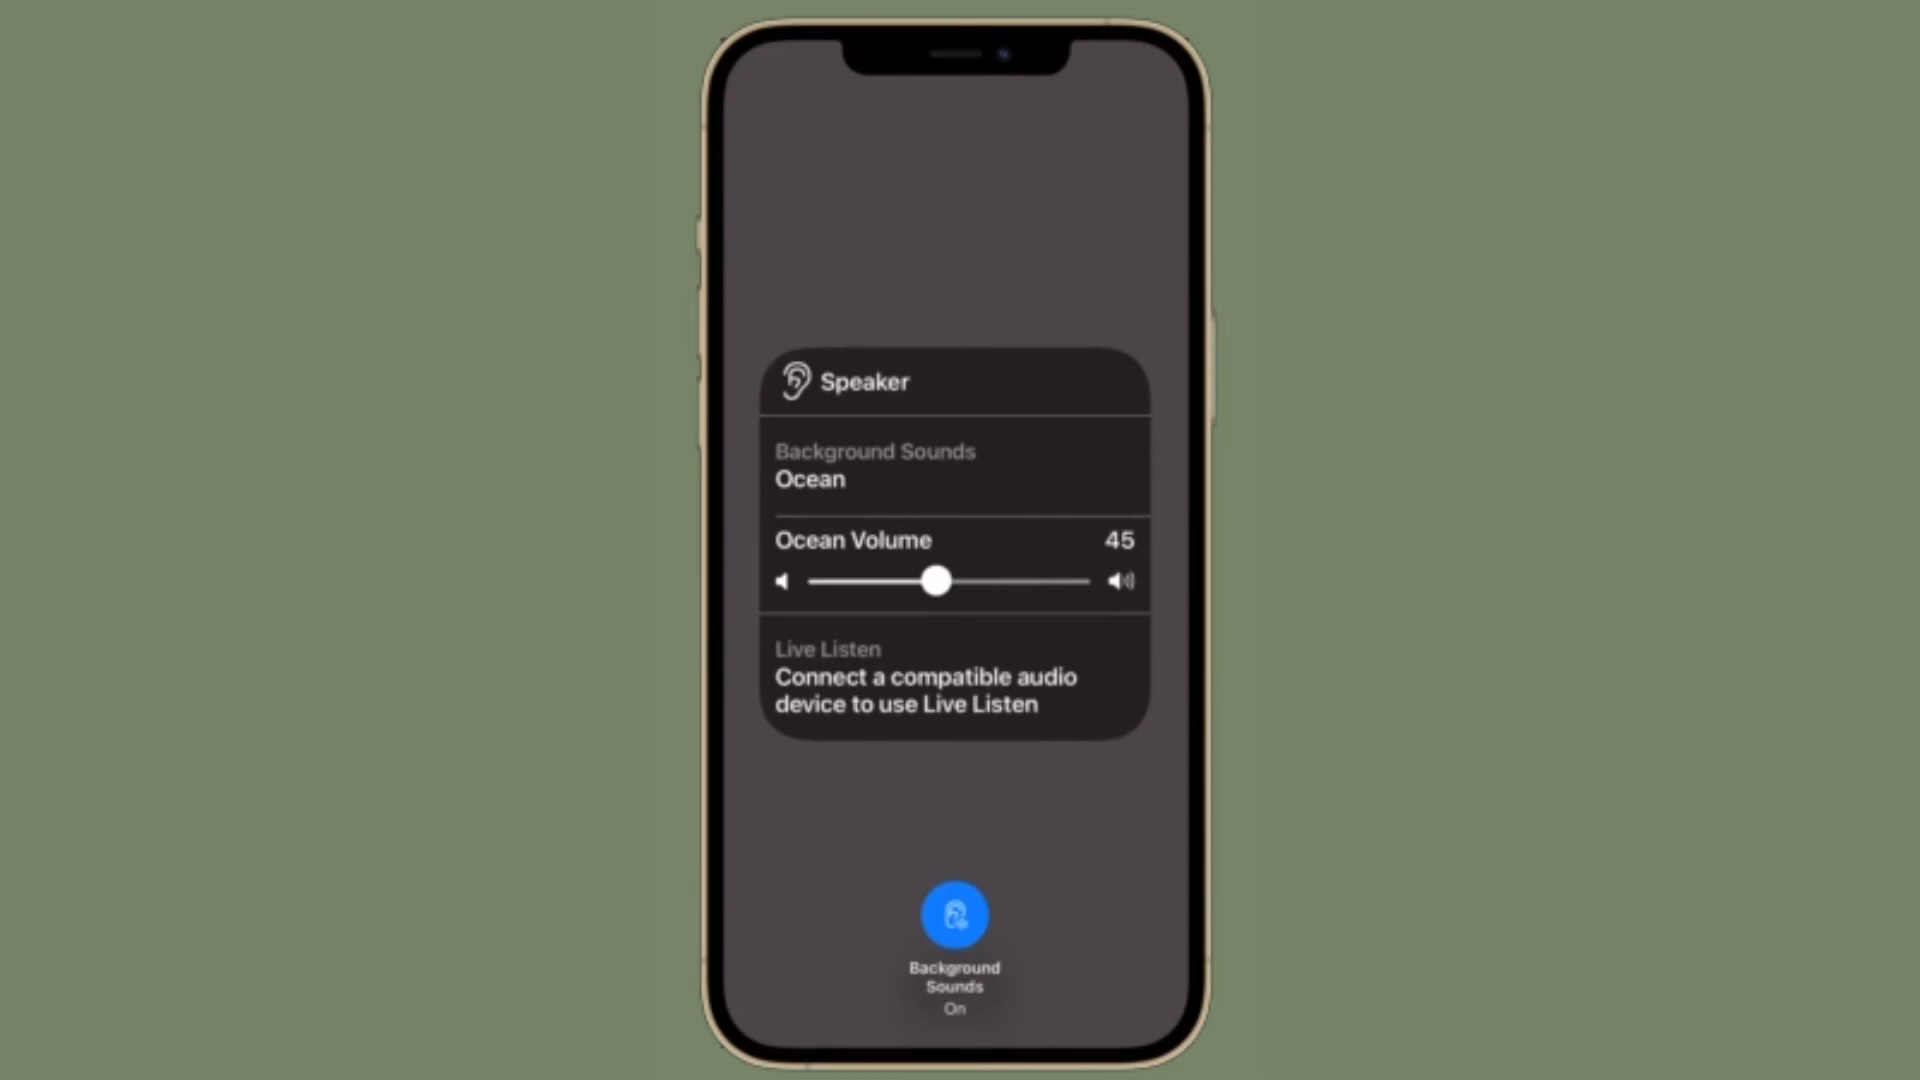 Speaker
Background Sounds
Ocean
Ocean Volume 45
Live Listen
Connect a compatible audio
device to use Live Listen
Background
Sounds
On